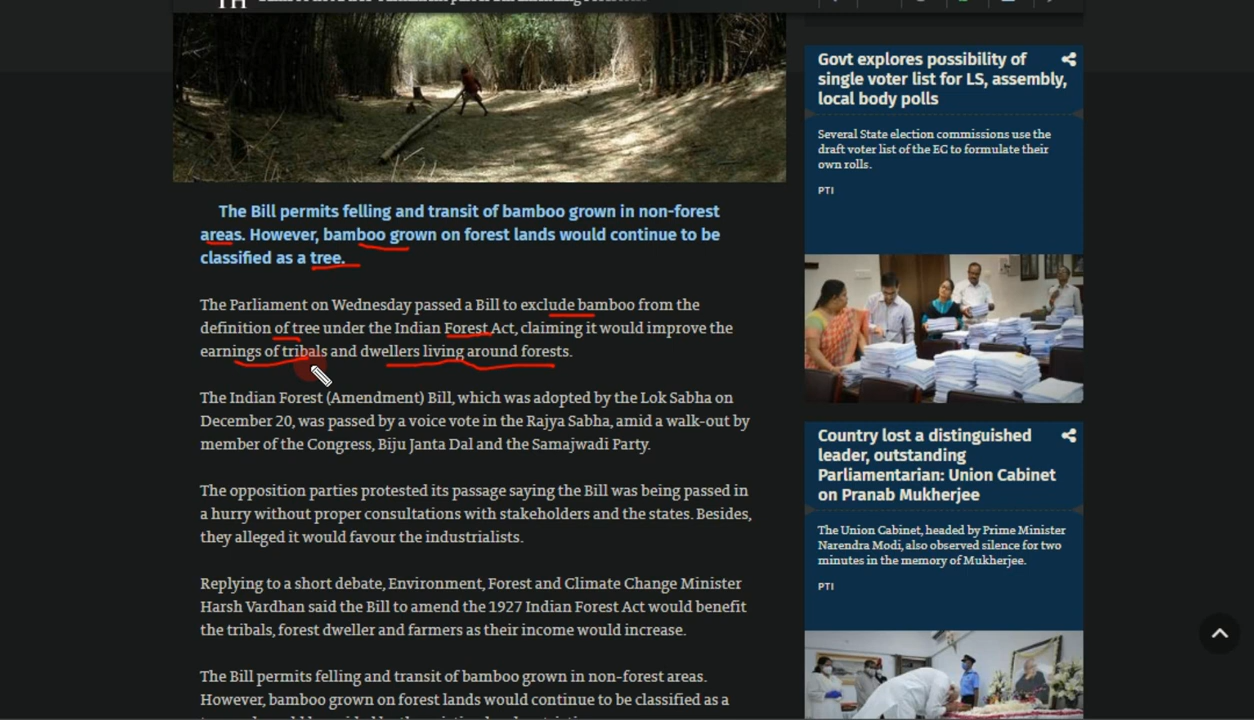 TH
The Bill permits felling and transit of bamboo grown in non-forest
areas. However, bamboo grown on forest lands would continue to be
classified as a tree.
The Parliament on Wednesday passed a Bill to exclude bamboo from the
definition of tree under the Indian Forest Act, claiming it would improve the
earnings of tribals and dwellers living around forests.
The Indian Forest (Amendment) Bill, which was adopted by the Lok Sabha on
December 20, was passed by a voice vote in the Rajya Sabha, amid a walk-out by
member of the Congress, Biju Janta Dal and the Samajwadi Party.
The opposition parties protested its passage saying the Bill was being passed in
a hurry without proper consultations with stakeholders and the states. Besides,
they alleged it would favour the industrialists.
Replying to a short debate, Environment, Forest and Climate Change Minister
Harsh Vardhan said the Bill to amend the 1927 Indian Forest Act would benefit
the tribals, forest dweller and farmers as their income would increase.
The Bill permits felling and transit of bamboo grown in non-forest areas.
However, bamboo grown on forest lands would continue to be classified as a
Govt explores possibility of
single voter list for LS, assembly,
local body polls
Several State election commissions use the
draft voter list of the EC to formulate their
own rolls.
PTI
Country lost a distinguished
leader, outstanding
Parliamentarian: Union Cabinet
on Pranab Mukherjee
The Union Cabinet, headed by Prime Minister
Narendra Modi, also observed silence for two
minutes in the memory of Mukherjee.
PTI